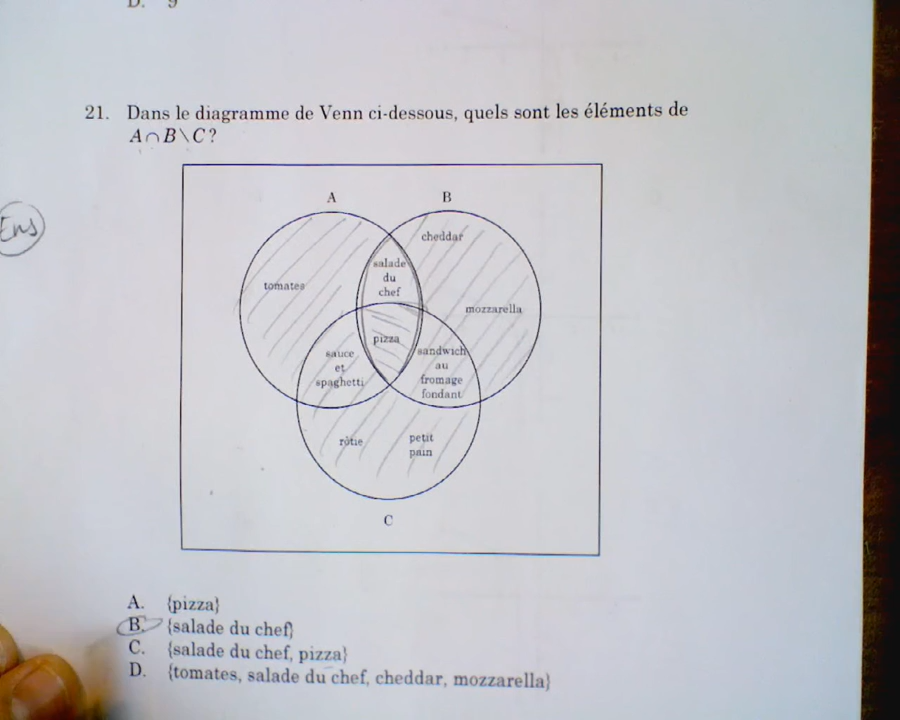 D. 9
21. Dans le diagramme de Venn ci-dessous, quels sont les éléments de
A∩B\C?
Ens
A
B
cheddar
salade
du
chef
tomates
mozzarella
pizza
sauce
et
spaghetti
sandwich
au
fromage
fondant
rôtie
petit
pain
C
A. {pizza}
B. {salade du chef}
C. {salade du chef, pizza}
D. {tomates, salade du chef, cheddar, mozzarella}